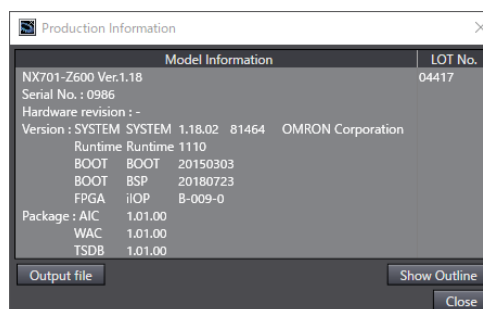 Production Information
Model Information LOT No.
NX701-Z600 Ver.1.18 04417
Serial No. : 0986
Hardware revision : -
Version : SYSTEM SYSTEM 1.18.02 81464 OMRON Corporation
Runtime Runtime 1110
BOOT BOOT 20150303
BOOT BSP 20180723
FPGA ilOP B-009-0
Package : AIC 1.01.00
WAC 1.01.00
TSDB 1.01.00
Output file Show Outline
Close